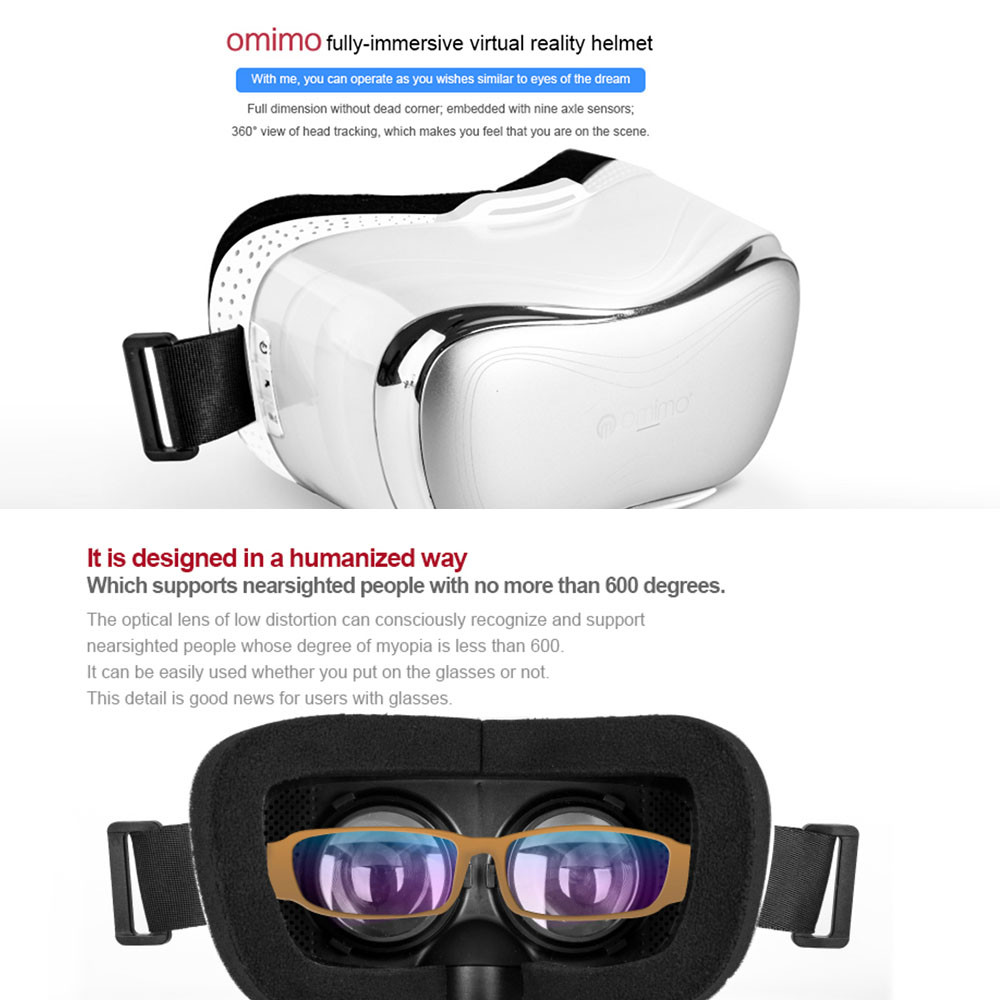 omimo fully-immersive virtual reality helmet
With me, you can operate as you wishes similar to eyes of the dream
Full dimension without dead corner; embedded with nine axle sensors;
360° view of head tracking, which makes you feel that you are on the scene.
omimo
It is designed in a humanized way
Which supports nearsighted people with no more than 600 degrees.
The optical lens of low distortion can consciously recognize and support
nearsighted people whose degree of myopia is less than 600.
It can be easily used whether you put on the glasses or not.
This detail is good news for users with glasses.